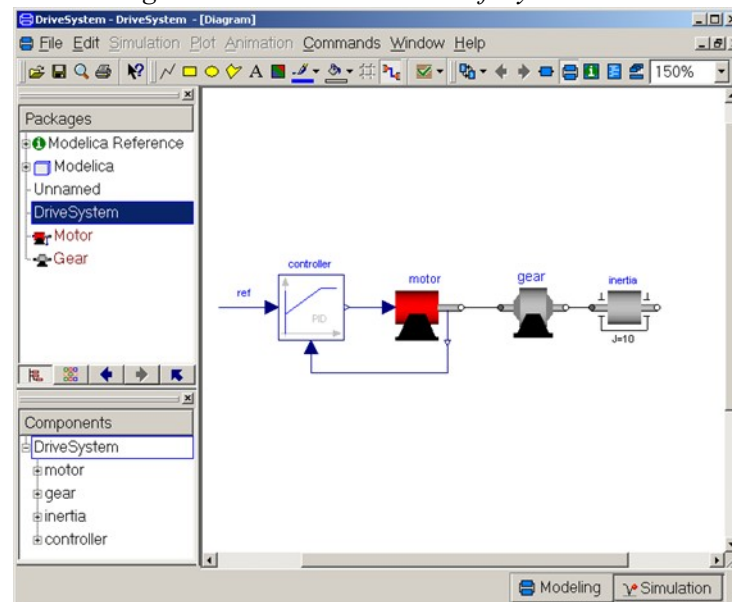 DriveSystem - DriveSystem - [Diagram]
File Edit Simulation Plot Animation Commands Window Help
A 150%
Packages
Modelica Reference
Modelica
Unnamed
DriveSystem
Motor
Gear
controller
ref
PID
motor
gear
inertia
J=10
Components
DriveSystem
motor
gear
inertia
controller
Modeling Simulation